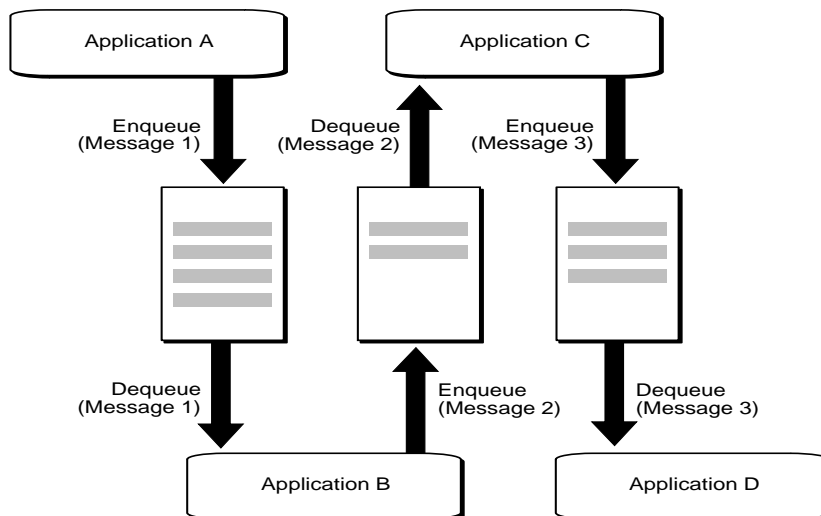 Application A
Application C
Enqueue
(Message 1)
Dequeue
(Message 2)
Enqueue
(Message 3)
Dequeue
(Message 1)
Enqueue
(Message 2)
Dequeue
(Message 3)
Application B
Application D